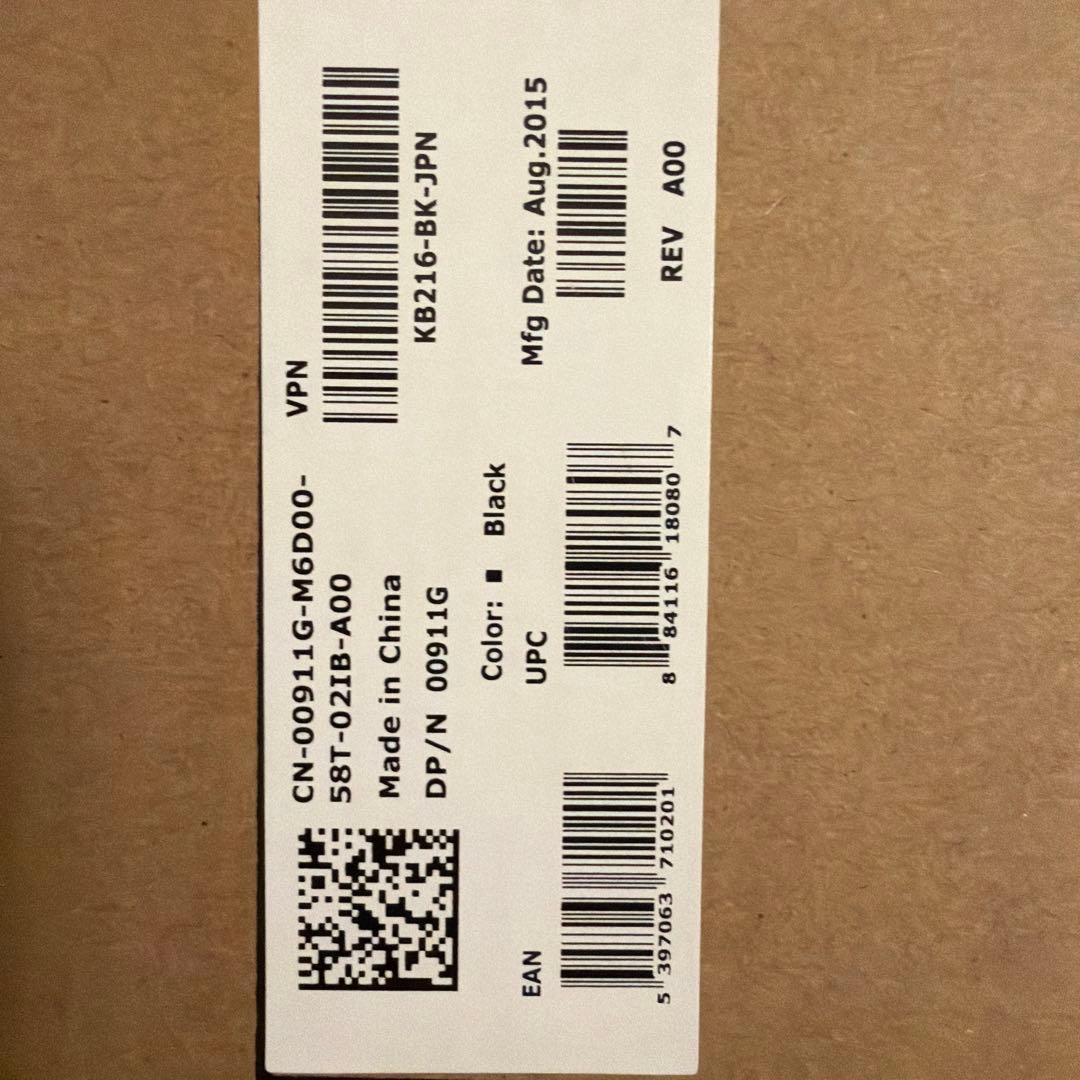 CN-00911G-M6D00-
58T-02IB-A00
Made in China
DP/N 00911G
VPN
KB216-BK-JPN
Color: ■ Black
EAN
5 397063 710201
UPC
8 84116 18080 7
Mfg Date: Aug.2015
REV A00